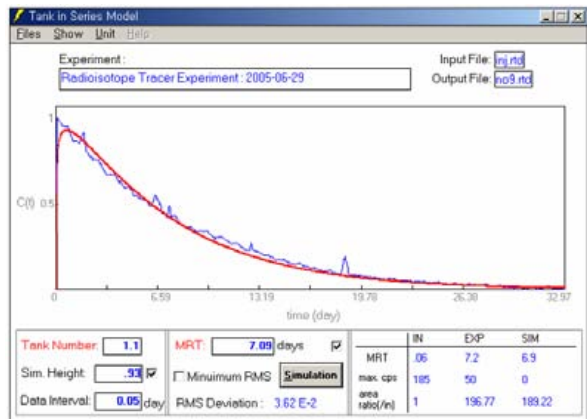 Tank in Series Model
Files Show Unit Help
Experiment :
Radioisotope Tracer Experiment : 2005-06-29
Input File: inj.rtd
Output File: no9.rtd
1
C(t) 0.5
0 6.59 13.19 19.78 26.38 32.97
time (day)
Tank Number: 1.1
Sim. Height: .93
Data Interval: 0.05 day
MRT: 7.09 days
Minuimum RMS Simulation
RMS Deviation : 3.62 E-2
IN EXP SIM
MRT .06 7.2 6.9
max. cps 185 50 0
area ratio(/in) 1 196.77 189.22